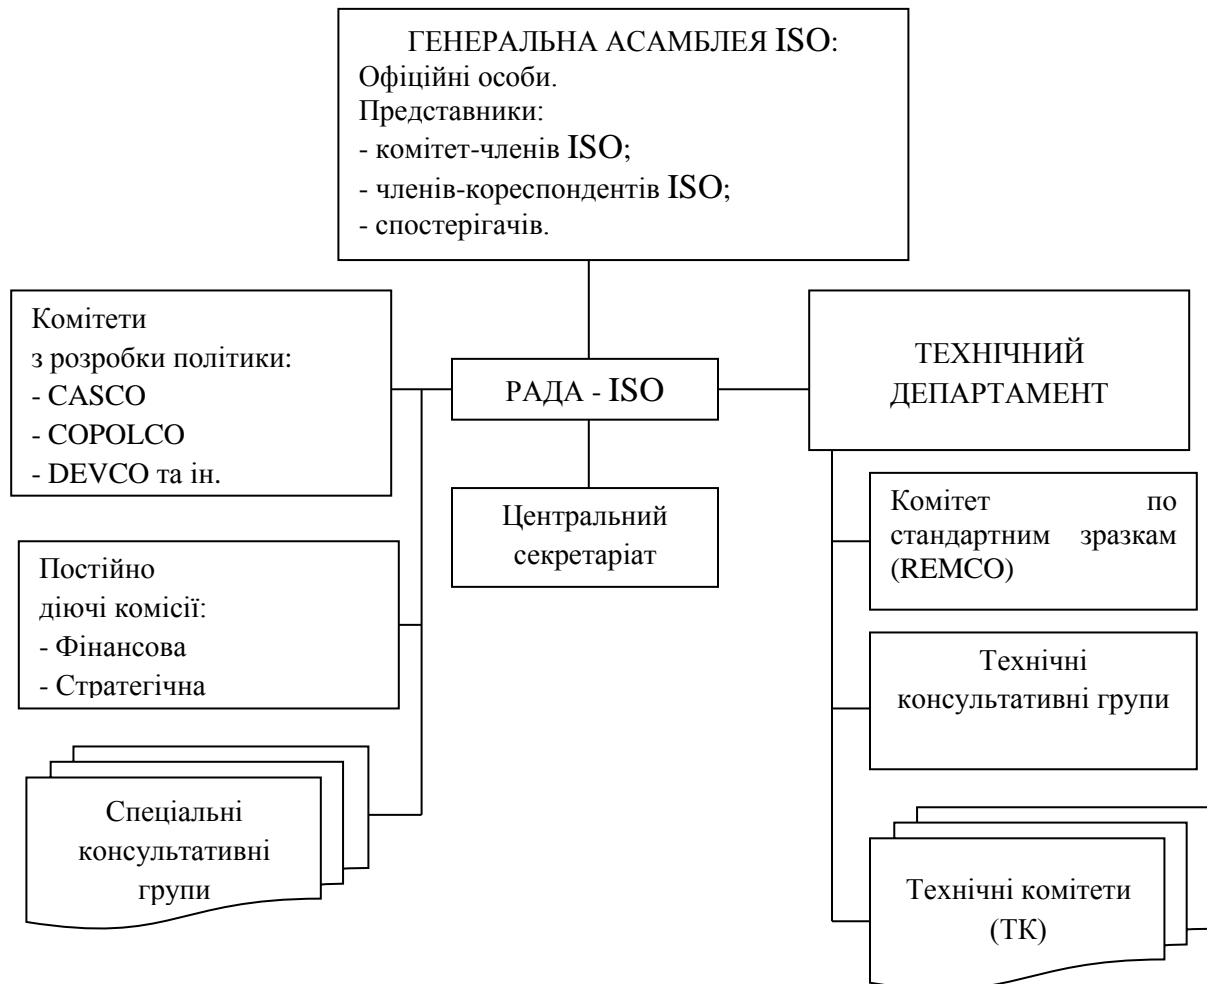 ГЕНЕРАЛЬНА АСАМБЛЕЯ ISO:
Офіційні особи.
Представники:
- комітет-членів ISO;
- членів-кореспондентів ISO;
- спостерігачів.
Комітети
з розробки політики:
- CASCO
- COPOLCO
- DEVCO та ін.
РАДА - ISO
ТЕХНІЧНИЙ
ДЕПАРТАМЕНТ
Центральний
секретаріат
Комітет по
стандартним зразкам
(REMCO)
Постійно
діючі комісії:
- Фінансова
- Стратегічна
Технічні
консультативні групи
Спеціальні
консультативні
групи
Технічні комітети
(ТК)